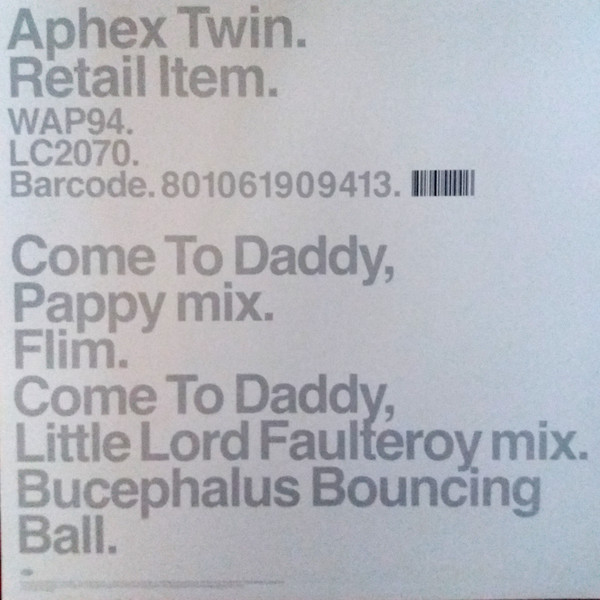 Aphex Twin.
Retail Item.
WAP94.
LC2070.
Barcode. 801061909413.
Come To Daddy,
Pappy mix.
Flim.
Come To Daddy,
Little Lord Faulteroy mix.
Bucephalus Bouncing
Ball.